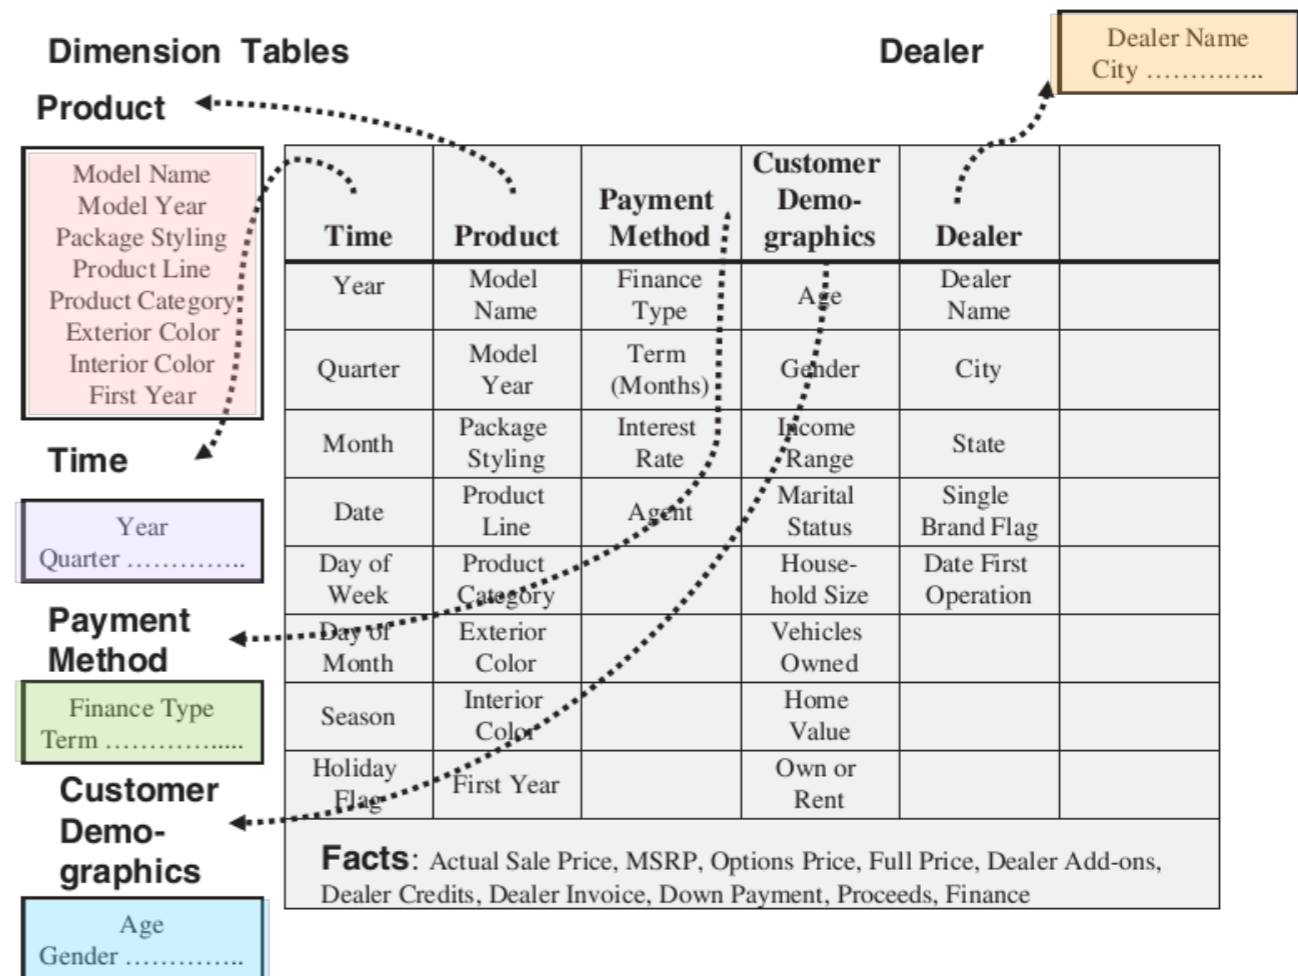 Dimension Tables
Dealer
Dealer Name
City …………..
Product
Model Name
Model Year
Package Styling
Product Line
Product Category
Exterior Color
Interior Color
First Year
Time
Year
Quarter …………..
Payment
Method
Finance Type
Term ………….....
Customer
Demo-
graphics
Age
Gender …………..
Time
Product
Payment
Method
Customer
Demo-
graphics
Dealer
Year
Model
Name
Finance
Type
Age
Dealer
Name
Quarter
Model
Year
Term
(Months)
Gender
City
Month
Package
Styling
Interest
Rate
Income
Range
State
Date
Product
Line
Agent
Marital
Status
Single
Brand Flag
Day of
Week
Product
Category
House-
hold Size
Date First
Operation
Day of
Month
Exterior
Color
Vehicles
Owned
Season
Interior
Color
Home
Value
Holiday
Flag
First Year
Own or
Rent
Facts: Actual Sale Price, MSRP, Options Price, Full Price, Dealer Add-ons,
Dealer Credits, Dealer Invoice, Down Payment, Proceeds, Finance